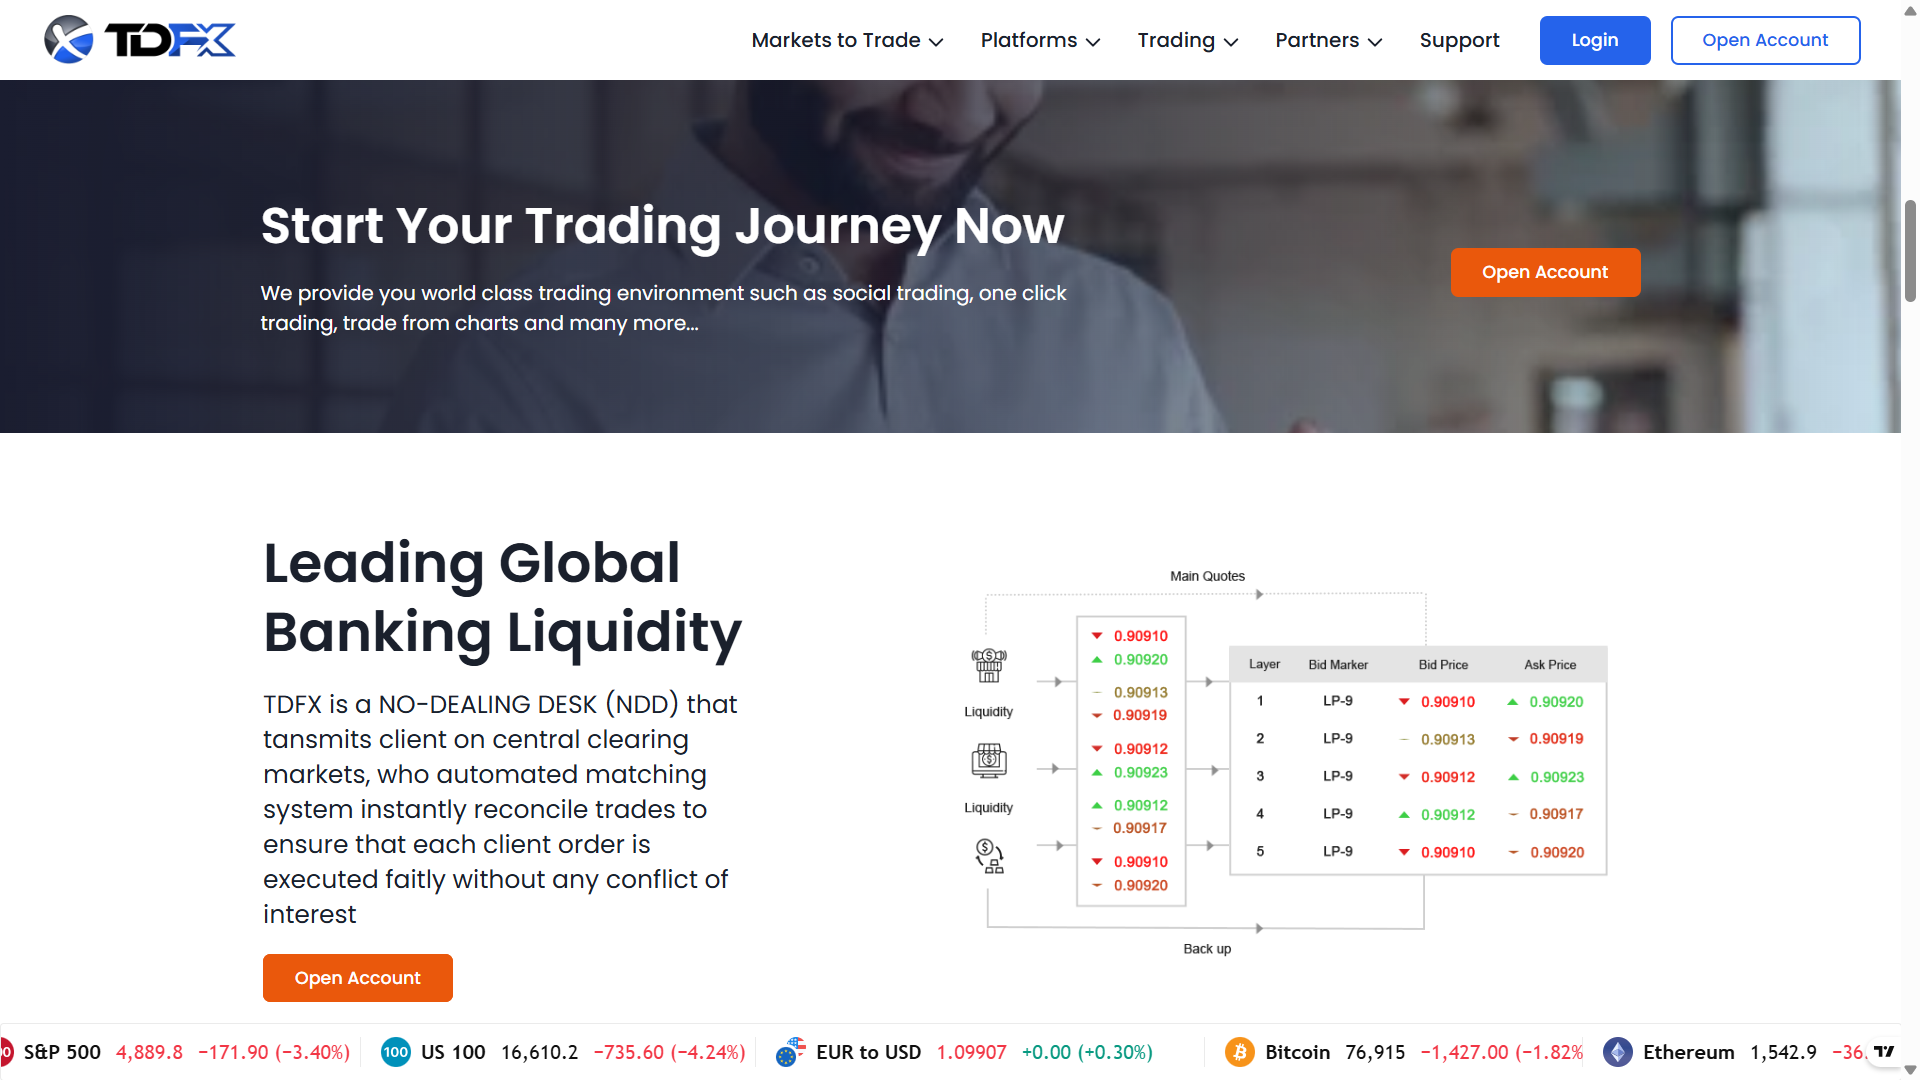 TDFX
Markets to Trade
Platforms
Trading
Partners
Support
Login
Open Account
Start Your Trading Journey Now
We provide you world class trading environment such as social trading, one click
trading, trade from charts and many more...
Open Account
Leading Global
Banking Liquidity
TDFX is a NO-DEALING DESK (NDD) that
tansmits client on central clearing
markets, who automated matching
system instantly reconcile trades to
ensure that each client order is
executed faitly without any conflict of
interest
Open Account
Main Quotes
Liquidity
Liquidity
0.90910
0.90920
0.90913
0.90919
0.90912
0.90923
0.90912
0.90917
0.90910
0.90920
Layer Bid Marker Bid Price Ask Price
1 LP-9 0.90910 0.90920
2 LP-9 0.90913 0.90919
3 LP-9 0.90912 0.90923
4 LP-9 0.90912 0.90917
5 LP-9 0.90910 0.90920
Back up
S&P 500 4,889.8 −171.90 (−3.40%)
100 US 100 16,610.2 −735.60 (−4.24%)
EUR to USD 1.09907 +0.00 (+0.30%)
Bitcoin 76,915 −1,427.00 (−1.82%
Ethereum 1,542.9 −36.